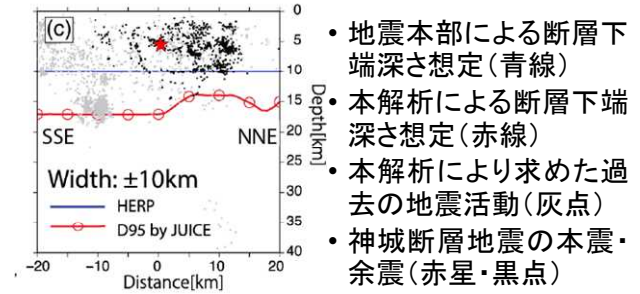 (c)
0
5
10
15
20
25
30
35
40
Depth[km]
SSE
NNE
Width: ±10km
HERP
D95 by JUICE
−20
−10
0
10
20
Distance[km]
• 地震本部による断層下
端深さ想定(青線)
• 本解析による断層下端
深さ想定(赤線)
• 本解析により求めた過
去の地震活動(灰点)
• 神城断層地震の本震・
余震(赤星・黒点)